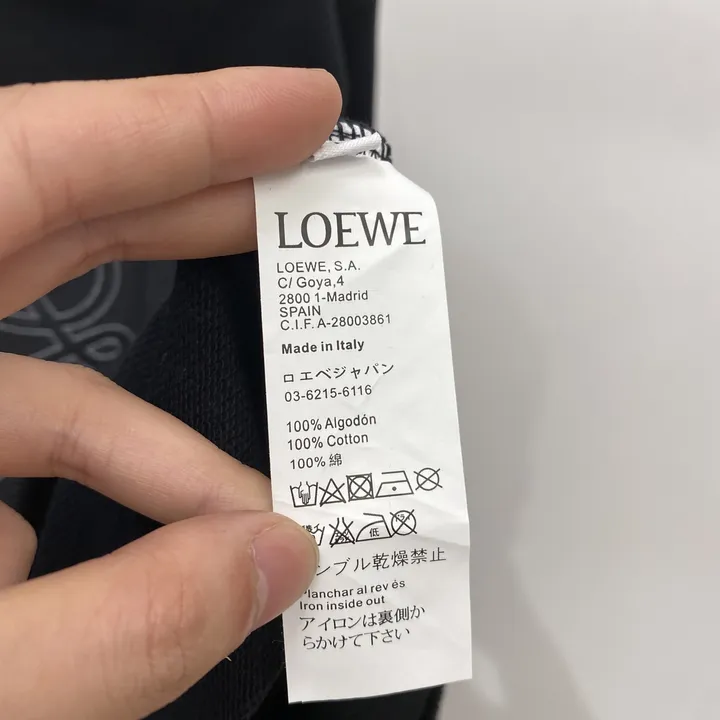 LOEWE
LOEWE, S.A.
C/ Goya,4
2800 1-Madrid
SPAIN
C.I.F. A-28003861
Made in Italy
ロエベジャパン
03-6215-6116
100% Algodón
100% Cotton
100% 綿
低
ンブル乾燥禁止
Planchar al rev és
Iron inside out
アイロンは裏側か
らかけて下さい